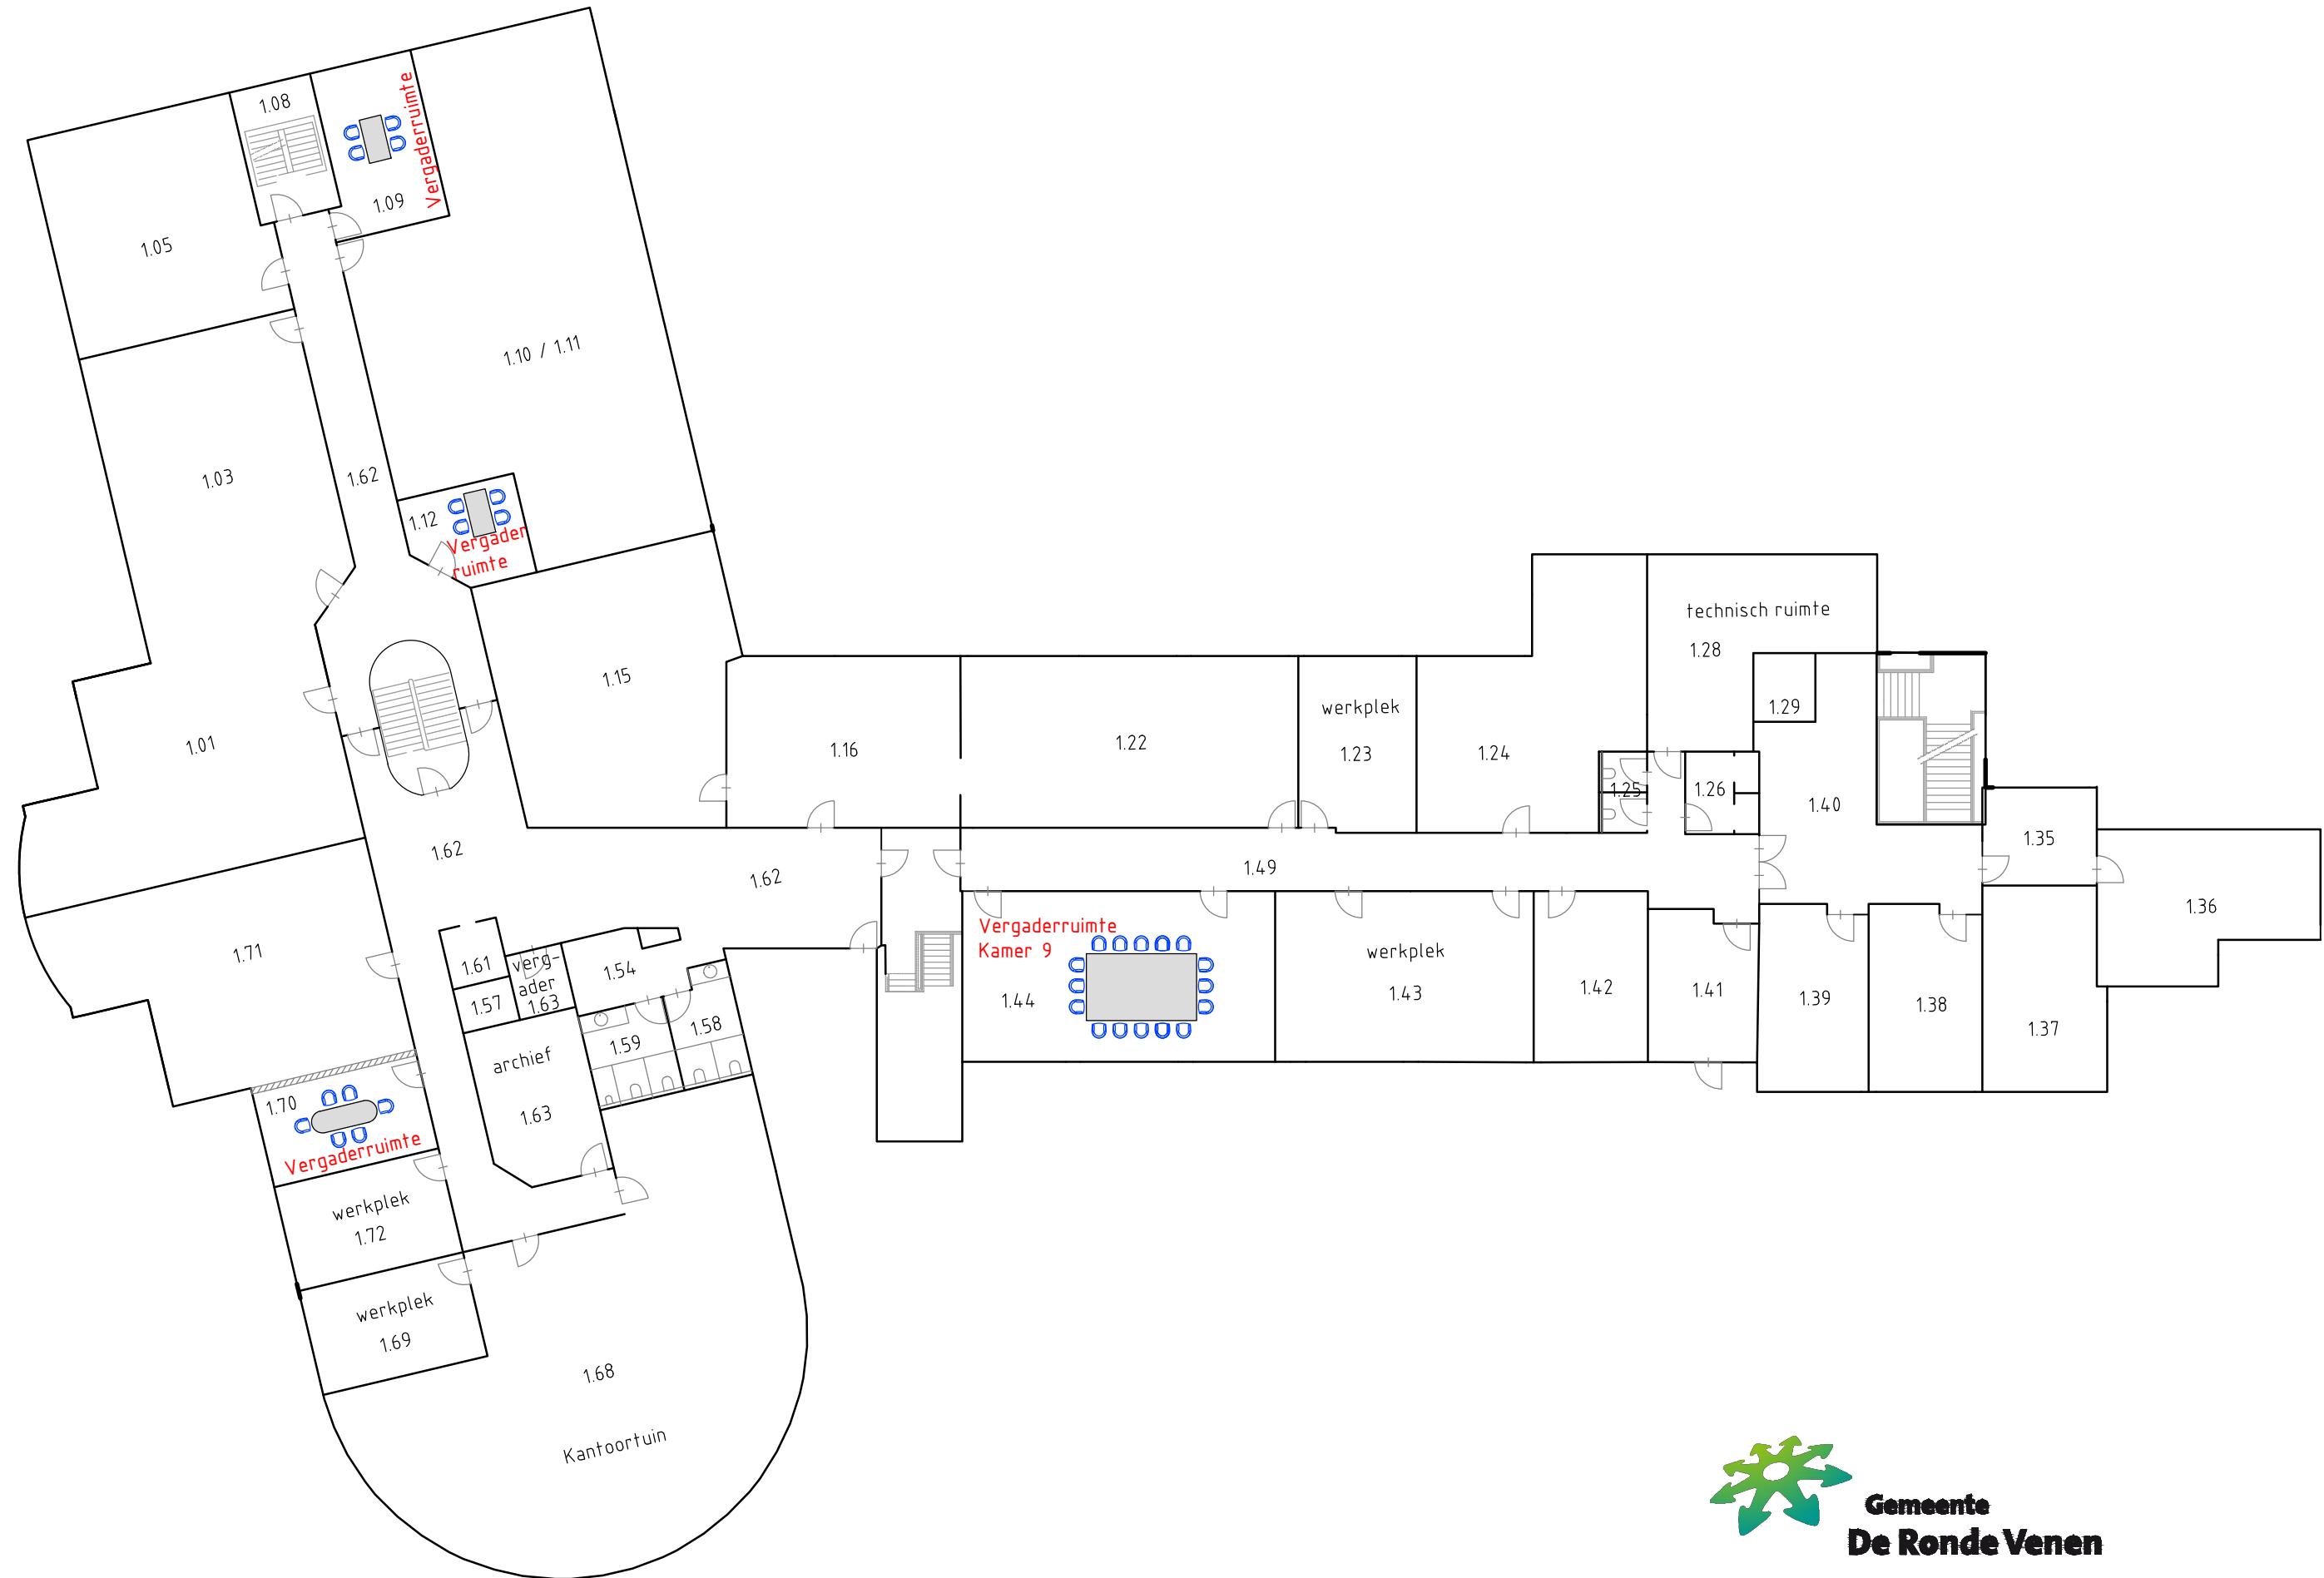 1.08
Vergaderruimte
1.09
1.05
1.10 / 1.11
1.03
1.62
1.12
Vergader
ruimte
1.15
1.01
1.16
1.22
werkplek
1.23
1.24
technisch ruimte
1.28
1.29
1.25
1.26
1.40
1.35
1.36
1.62
1.62
1.49
1.71
1.61
verg-
ader
1.63
1.57
1.54
1.58
1.59
archief
1.63
Vergaderruimte
Kamer 9
1.44
werkplek
1.43
1.42
1.41
1.39
1.38
1.37
1.70
Vergaderruimte
werkplek
1.72
werkplek
1.69
1.68
Kantoortuin
Gemeente
De Ronde Venen